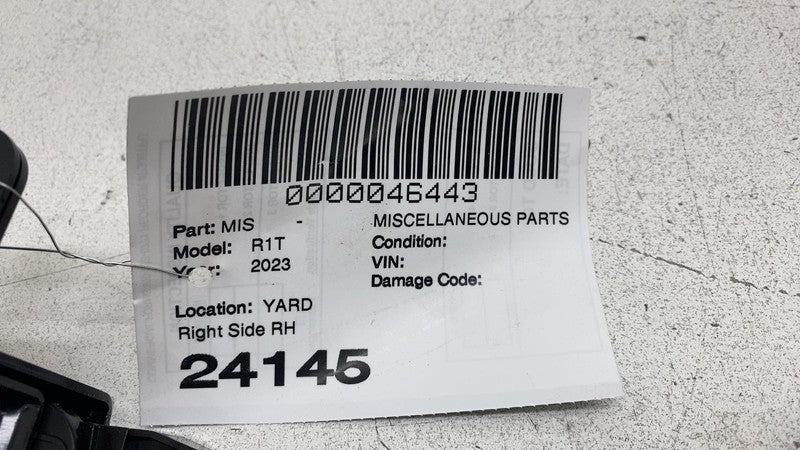 0000046443
Part: MIS - MISCELLANEOUS PARTS
Model: R1T Condition:
Year: 2023 VIN:
Damage Code:
Location: YARD
Right Side RH
24145